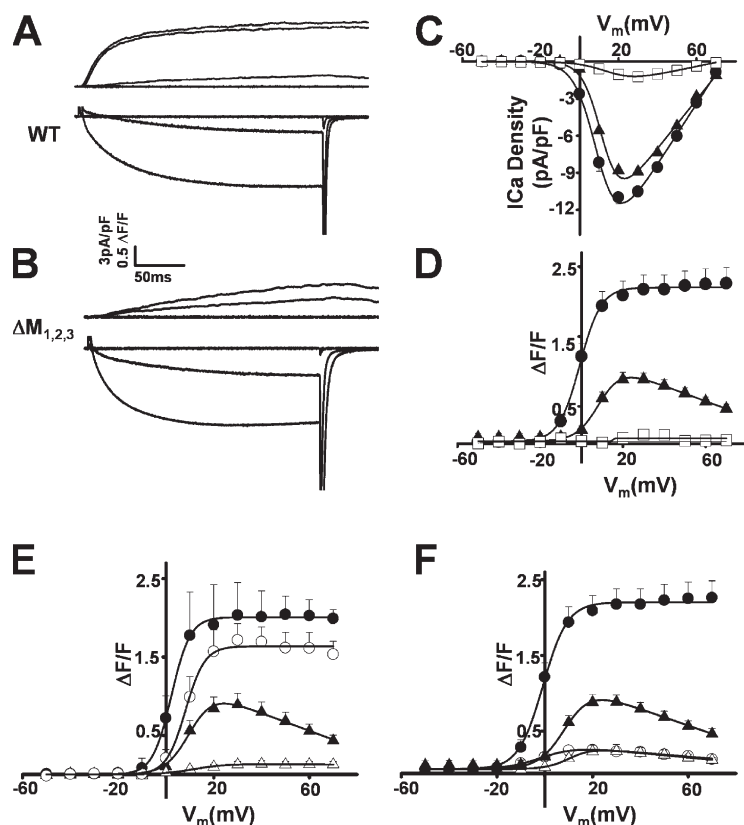 A
WT
3pA/pF
0.5 ΔF/F
50ms
B
ΔM1,2,3
C
Vm(mV)
-60 -20 20 60
-3
-6
-9
-12
ICa Density
(pA/pF)
D
2.5
1.5
0.5
ΔF/F
-60 -20 20 60
Vm(mV)
E
2.5
1.5
0.5
ΔF/F
-60 -20 20 60
Vm(mV)
F
2.5
1.5
0.5
ΔF/F
-60 -20 20 60
Vm(mV)